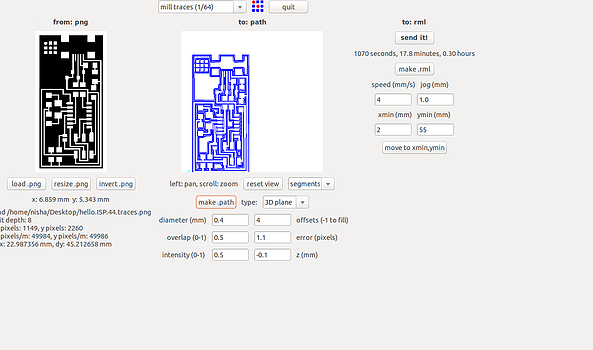 mill traces (1/64) quit
from: png to: path to: rml
send it!
1070 seconds, 17.8 minutes, 0.30 hours
make .rml
speed (mm/s) jog (mm)
4 1.0
xmin (mm) ymin (mm)
2 55
move to xmin,ymin
load .png resize .png invert .png
left: pan, scroll: zoom reset view segments
x: 6.859 mm y: 5.343 mm
make .path type: 3D plane
nd /home/nisha/Desktop/hello.ISP.44.traces.png
it depth: 8
pixels: 1149, y pixels: 2260
pixels/m: 49984, y pixels/m: 49986
x: 22.987356 mm, dy: 45.212658 mm
diameter (mm) 0.4 4 offsets (-1 to fill)
overlap (0-1) 0.5 1.1 error (pixels)
intensity (0-1) 0.5 -0.1 z (mm)